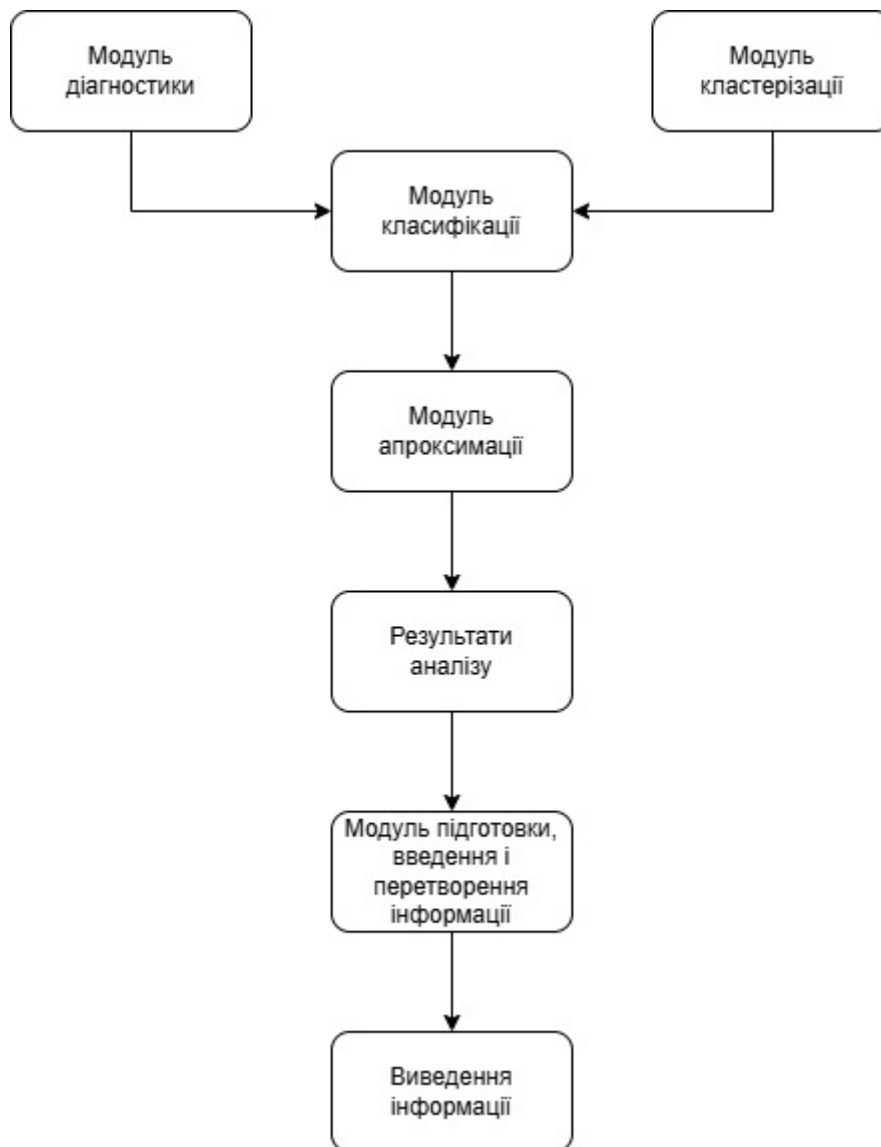 Модуль
діагностики
Модуль
кластерізації
Модуль
класифікації
Модуль
апроксимації
Результати
аналізу
Модуль підготовки,
введення і
перетворення
інформації
Виведення
інформації